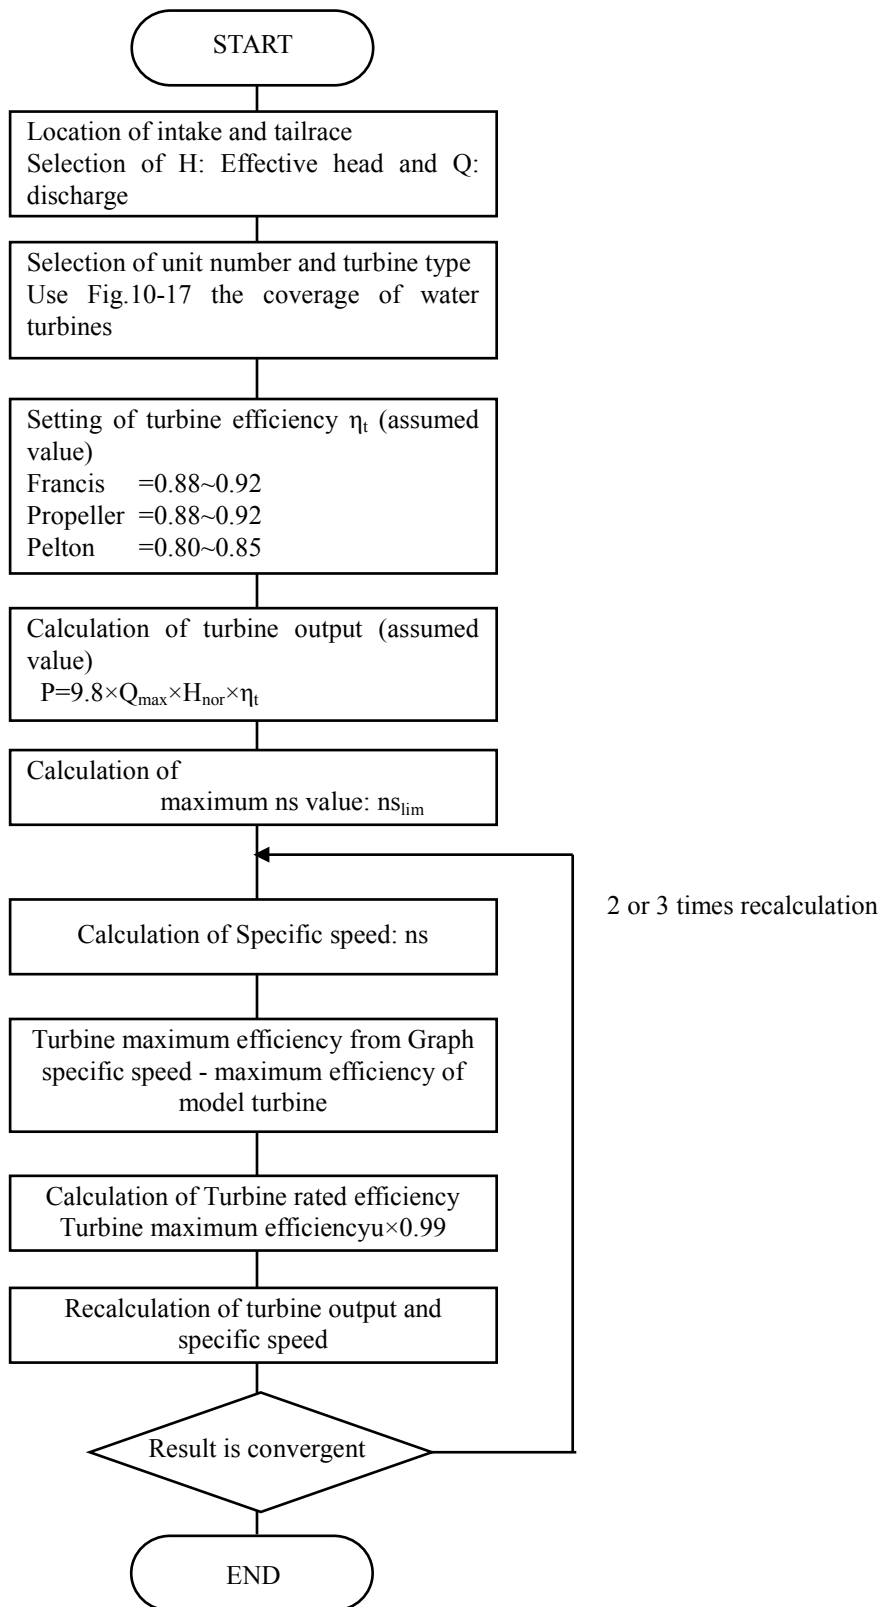 START
Location of intake and tailrace
Selection of H: Effective head and Q:
discharge
Selection of unit number and turbine type
Use Fig.10-17 the coverage of water
turbines
Setting of turbine efficiency ηt (assumed
value)
Francis =0.88~0.92
Propeller =0.88~0.92
Pelton =0.80~0.85
Calculation of turbine output (assumed
value)
P=9.8×Qmax×Hnor×ηt
Calculation of
maximum ns value: nslim
2 or 3 times recalculation
Calculation of Specific speed: ns
Turbine maximum efficiency from Graph
specific speed - maximum efficiency of
model turbine
Calculation of Turbine rated efficiency
Turbine maximum efficiencyu×0.99
Recalculation of turbine output and
specific speed
Result is convergent
END